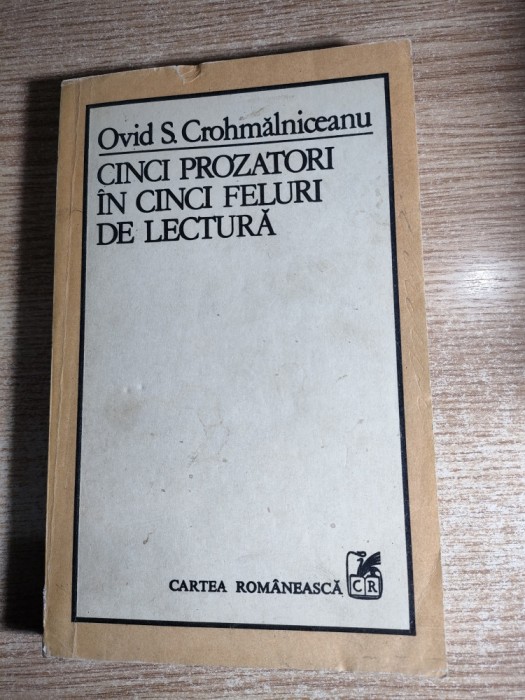 Ovid S. Crohmălniceanu
CINCI PROZATORI
ÎN CINCI FELURI
DE LECTURĂ
CARTEA ROMÂNEASCĂ
CR